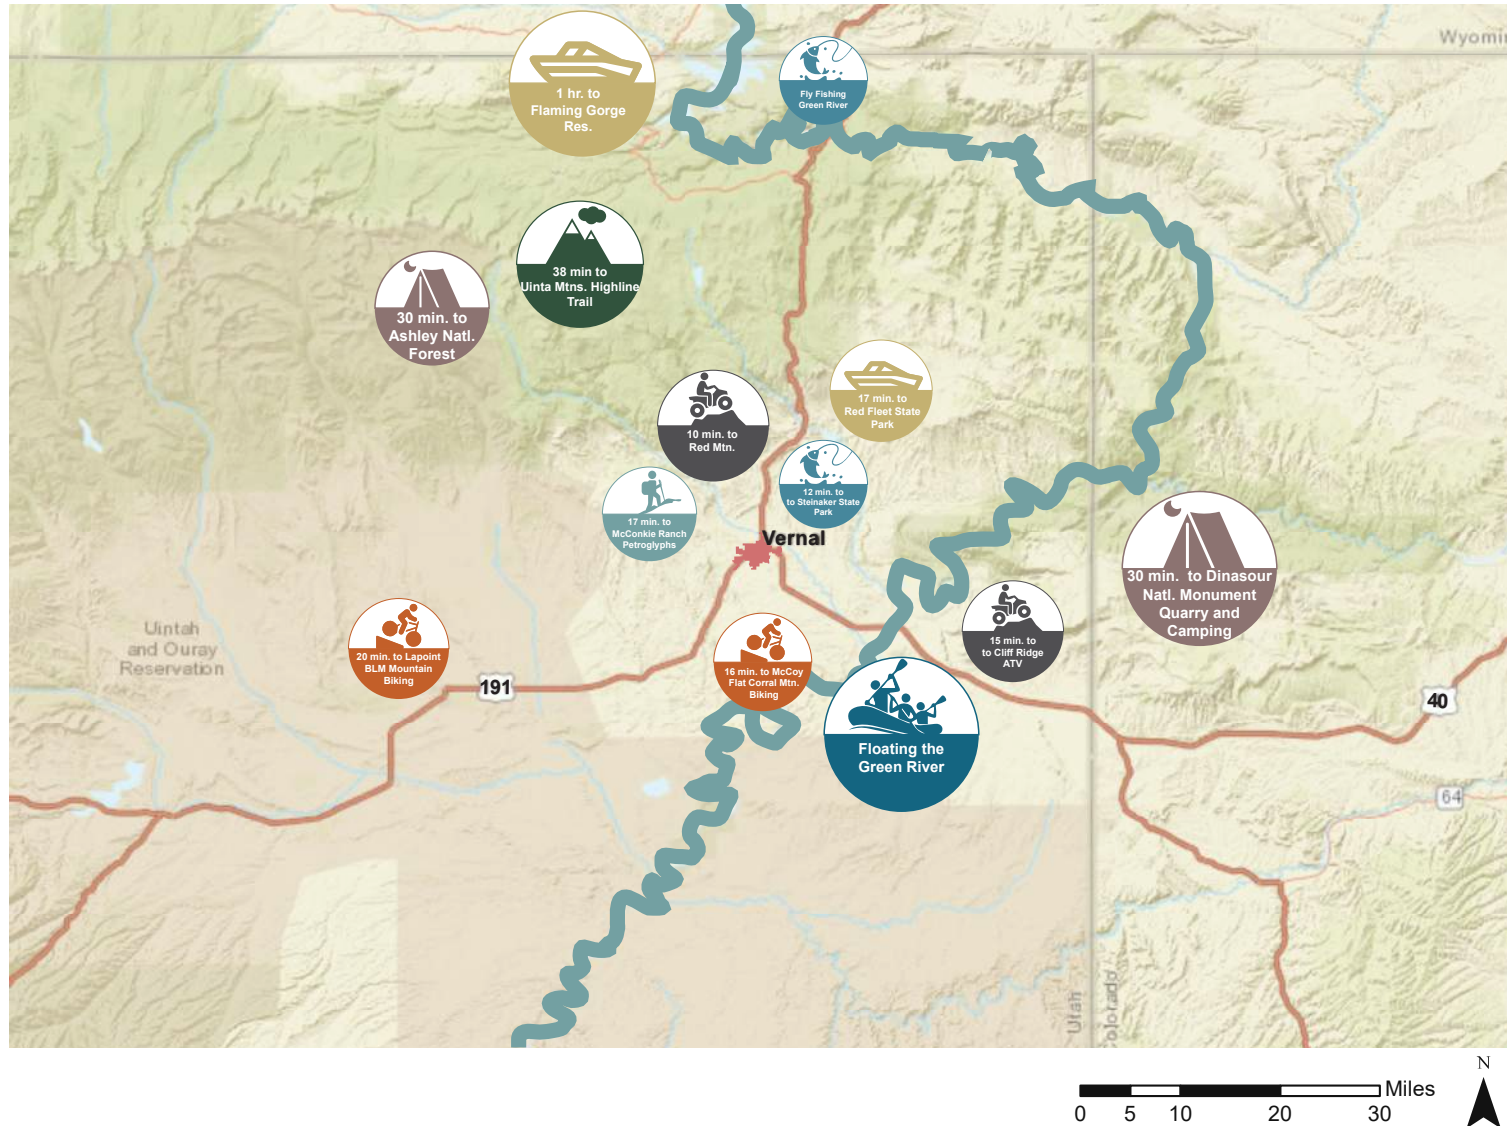 Wyomin
1 hr. to
Flaming Gorge
Res.
Fly Fishing
Green River
38 min to
Uinta Mtns. Highline
Trail
30 min. to
Ashley Natl.
Forest
17 min. to
Red Fleet State
Park
10 min. to
Red Mtn.
12 min. to
to Steinaker State
Park
17 min. to
McConkie Ranch
Petroglyphs
Vernal
30 min. to Dinasour
Natl. Monument
Quarry and
Camping
Uintah
and Ouray
Reservation
20 min. to Lapoint
BLM Mountain
Biking
16 min. to McCoy
Flat Corral Mtn.
Biking
15 min. to
to Cliff Ridge
ATV
191
40
Floating the
Green River
64
Utah
Colorado
N
Miles
0 5 10 20 30